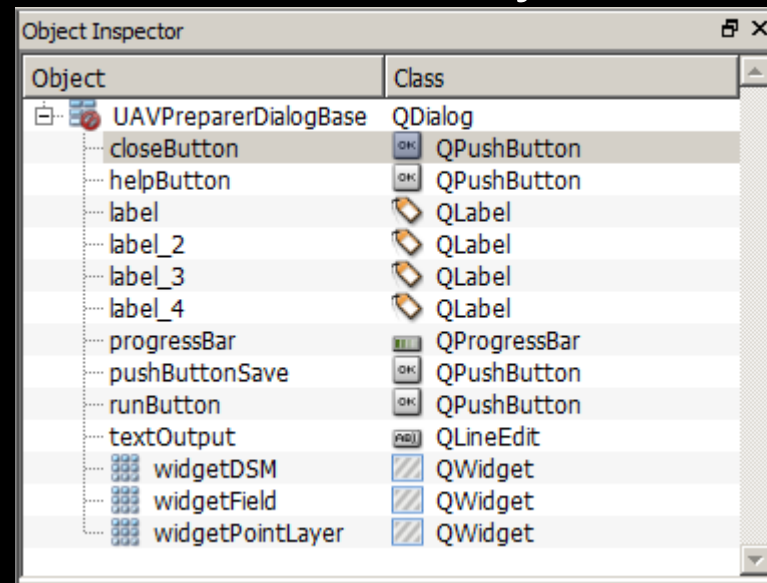 Object Inspector
Object Class
UAVPreparerDialogBase QDialog
closeButton QPushButton
helpButton QPushButton
label QLabel
label_2 QLabel
label_3 QLabel
label_4 QLabel
progressBar QProgressBar
pushButtonSave QPushButton
runButton QPushButton
textOutput QLineEdit
widgetDSM QWidget
widgetField QWidget
widgetPointLayer QWidget